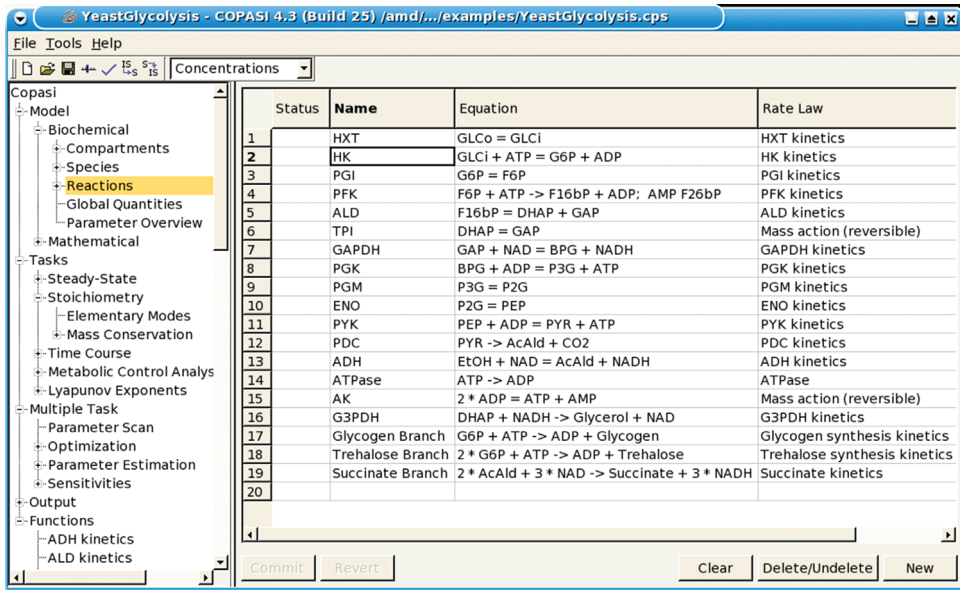 YeastGlycolysis - COPASI 4.3 (Build 25) /amd/.../examples/YeastGlycolysis.cps
File Tools Help
Concentrations
Copasi
Model
Biochemical
Compartments
Species
Reactions
Global Quantities
Parameter Overview
Mathematical
Tasks
Steady-State
Stoichiometry
Elementary Modes
Mass Conservation
Time Course
Metabolic Control Analys
Lyapunov Exponents
Multiple Task
Parameter Scan
Optimization
Parameter Estimation
Sensitivities
Output
Functions
ADH kinetics
ALD kinetics
Status Name Equation Rate Law
1 HXT GLCo = GLCi HXT kinetics
2 HK GLCi + ATP = G6P + ADP HK kinetics
3 PGI G6P = F6P PGI kinetics
4 PFK F6P + ATP -> F16bP + ADP; AMP F26bP PFK kinetics
5 ALD F16bP = DHAP + GAP ALD kinetics
6 TPI DHAP = GAP Mass action (reversible)
7 GAPDH GAP + NAD = BPG + NADH GAPDH kinetics
8 PGK BPG + ADP = P3G + ATP PGK kinetics
9 PGM P3G = P2G PGM kinetics
10 ENO P2G = PEP ENO kinetics
11 PYK PEP + ADP = PYR + ATP PYK kinetics
12 PDC PYR -> AcAld + CO2 PDC kinetics
13 ADH EtOH + NAD = AcAld + NADH ADH kinetics
14 ATPase ATP -> ADP ATPase
15 AK 2 * ADP = ATP + AMP Mass action (reversible)
16 G3PDH DHAP + NADH -> Glycerol + NAD G3PDH kinetics
17 Glycogen Branch G6P + ATP -> ADP + Glycogen Glycogen synthesis kinetics
18 Trehalose Branch 2 * G6P + ATP -> ADP + Trehalose Trehalose synthesis kinetics
19 Succinate Branch 2 * AcAld + 3 * NAD -> Succinate + 3 * NADH Succinate kinetics
20
Commit Revert Clear Delete/Undelete New